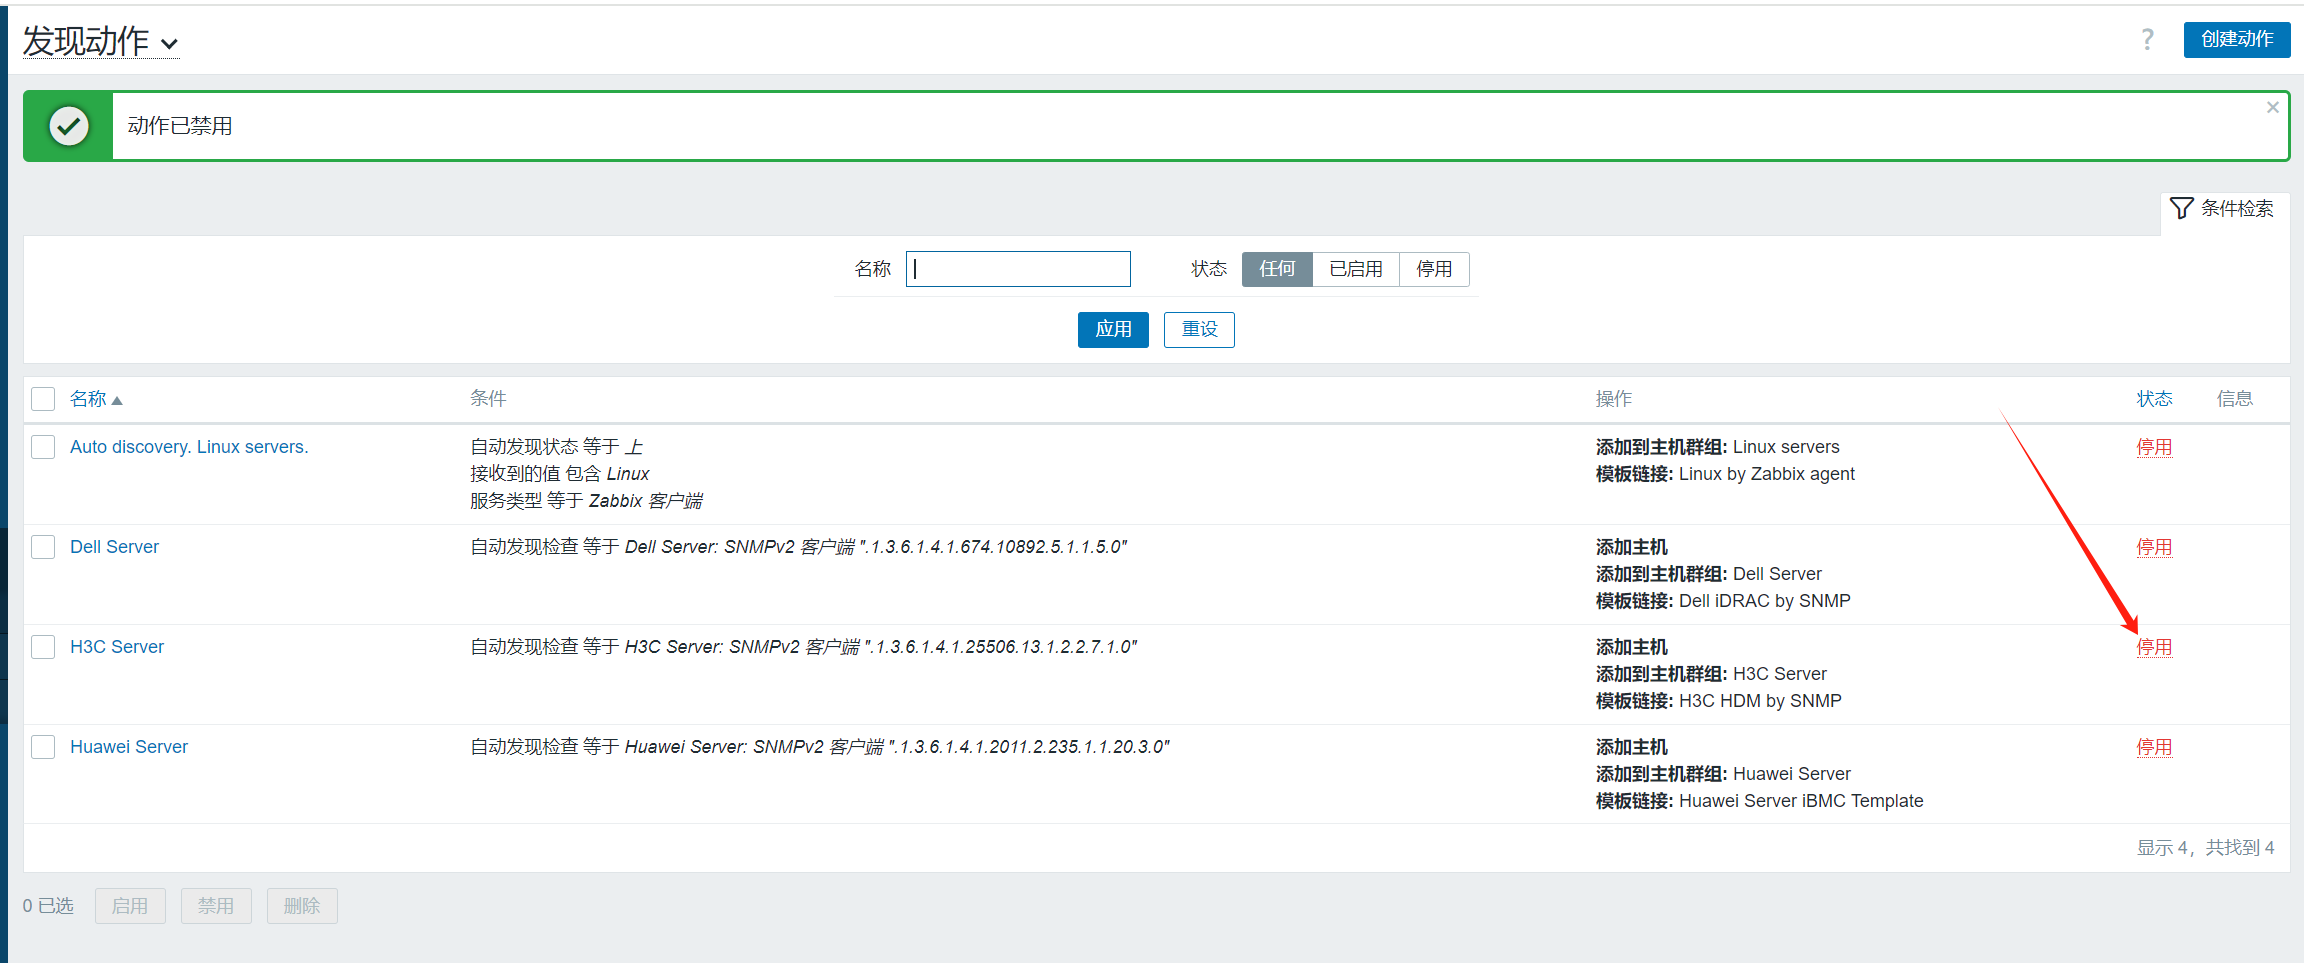 发现动作
?
创建动作
动作已禁用
条件检索
名称
状态 任何 已启用 停用
应用 重设
名称 条件 操作 状态 信息
Auto discovery. Linux servers.
自动发现状态 等于 上
接收到的值 包含 Linux
服务类型 等于 Zabbix 客户端
添加到主机群组: Linux servers
模板链接: Linux by Zabbix agent
停用
Dell Server
自动发现检查 等于 Dell Server: SNMPv2 客户端 ".1.3.6.1.4.1.674.10892.5.1.1.5.0"
添加主机
添加到主机群组: Dell Server
模板链接: Dell iDRAC by SNMP
停用
H3C Server
自动发现检查 等于 H3C Server: SNMPv2 客户端 ".1.3.6.1.4.1.25506.13.1.2.2.7.1.0"
添加主机
添加到主机群组: H3C Server
模板链接: H3C HDM by SNMP
停用
Huawei Server
自动发现检查 等于 Huawei Server: SNMPv2 客户端 ".1.3.6.1.4.1.2011.2.235.1.1.20.3.0"
添加主机
添加到主机群组: Huawei Server
模板链接: Huawei Server iBMC Template
停用
显示 4，共找到 4
0 已选 启用 禁用 删除